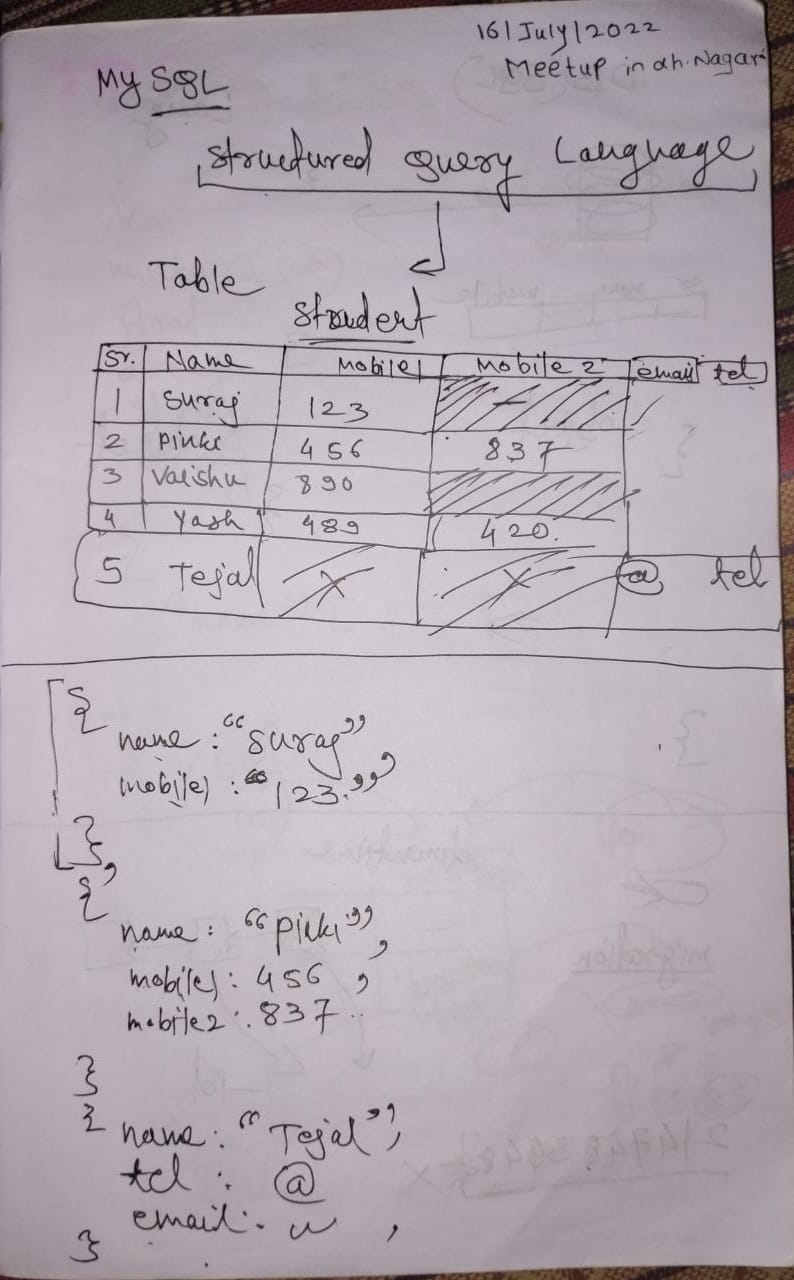 16/July/2022
Meetup in dh. Nagar
My SQL
Structured query Language
Table
Student
Sr. Name Mobile1 Mobile 2 email tel
1 Suraj 123 -
2 Pinki 456 837
3 Vaishu 890
4 Yash 489 420.
5 Tejal X X @ tel
[{
name : "suraj",
mobile1 : "123.",
},
{
name : "pinki",
mobile1 : 456 ,
mobile2 : 837 ..
}
{ name : "Tejal",
tel : @
email : " ,
}